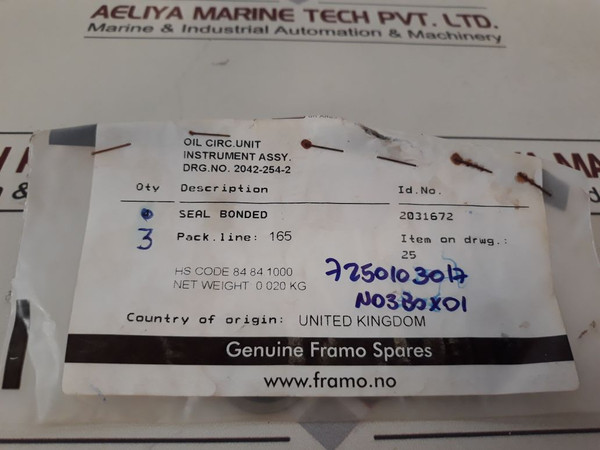 AELIYA MARINE TECH PVT. LTD.
Marine & Industrial Automation & Machinery
OIL CIRC.UNIT
INSTRUMENT ASSY.
DRG.NO. 2042-254-2
Qty Description Id.No.
SEAL BONDED 2031672
3 Pack.line: 165 Item on drwg.:
25
HS CODE 84 84 1000
NET WEIGHT 0.020 KG
7250103017
N03B0X01
Country of origin: UNITED KINGDOM
Genuine Framo Spares
www.framo.no